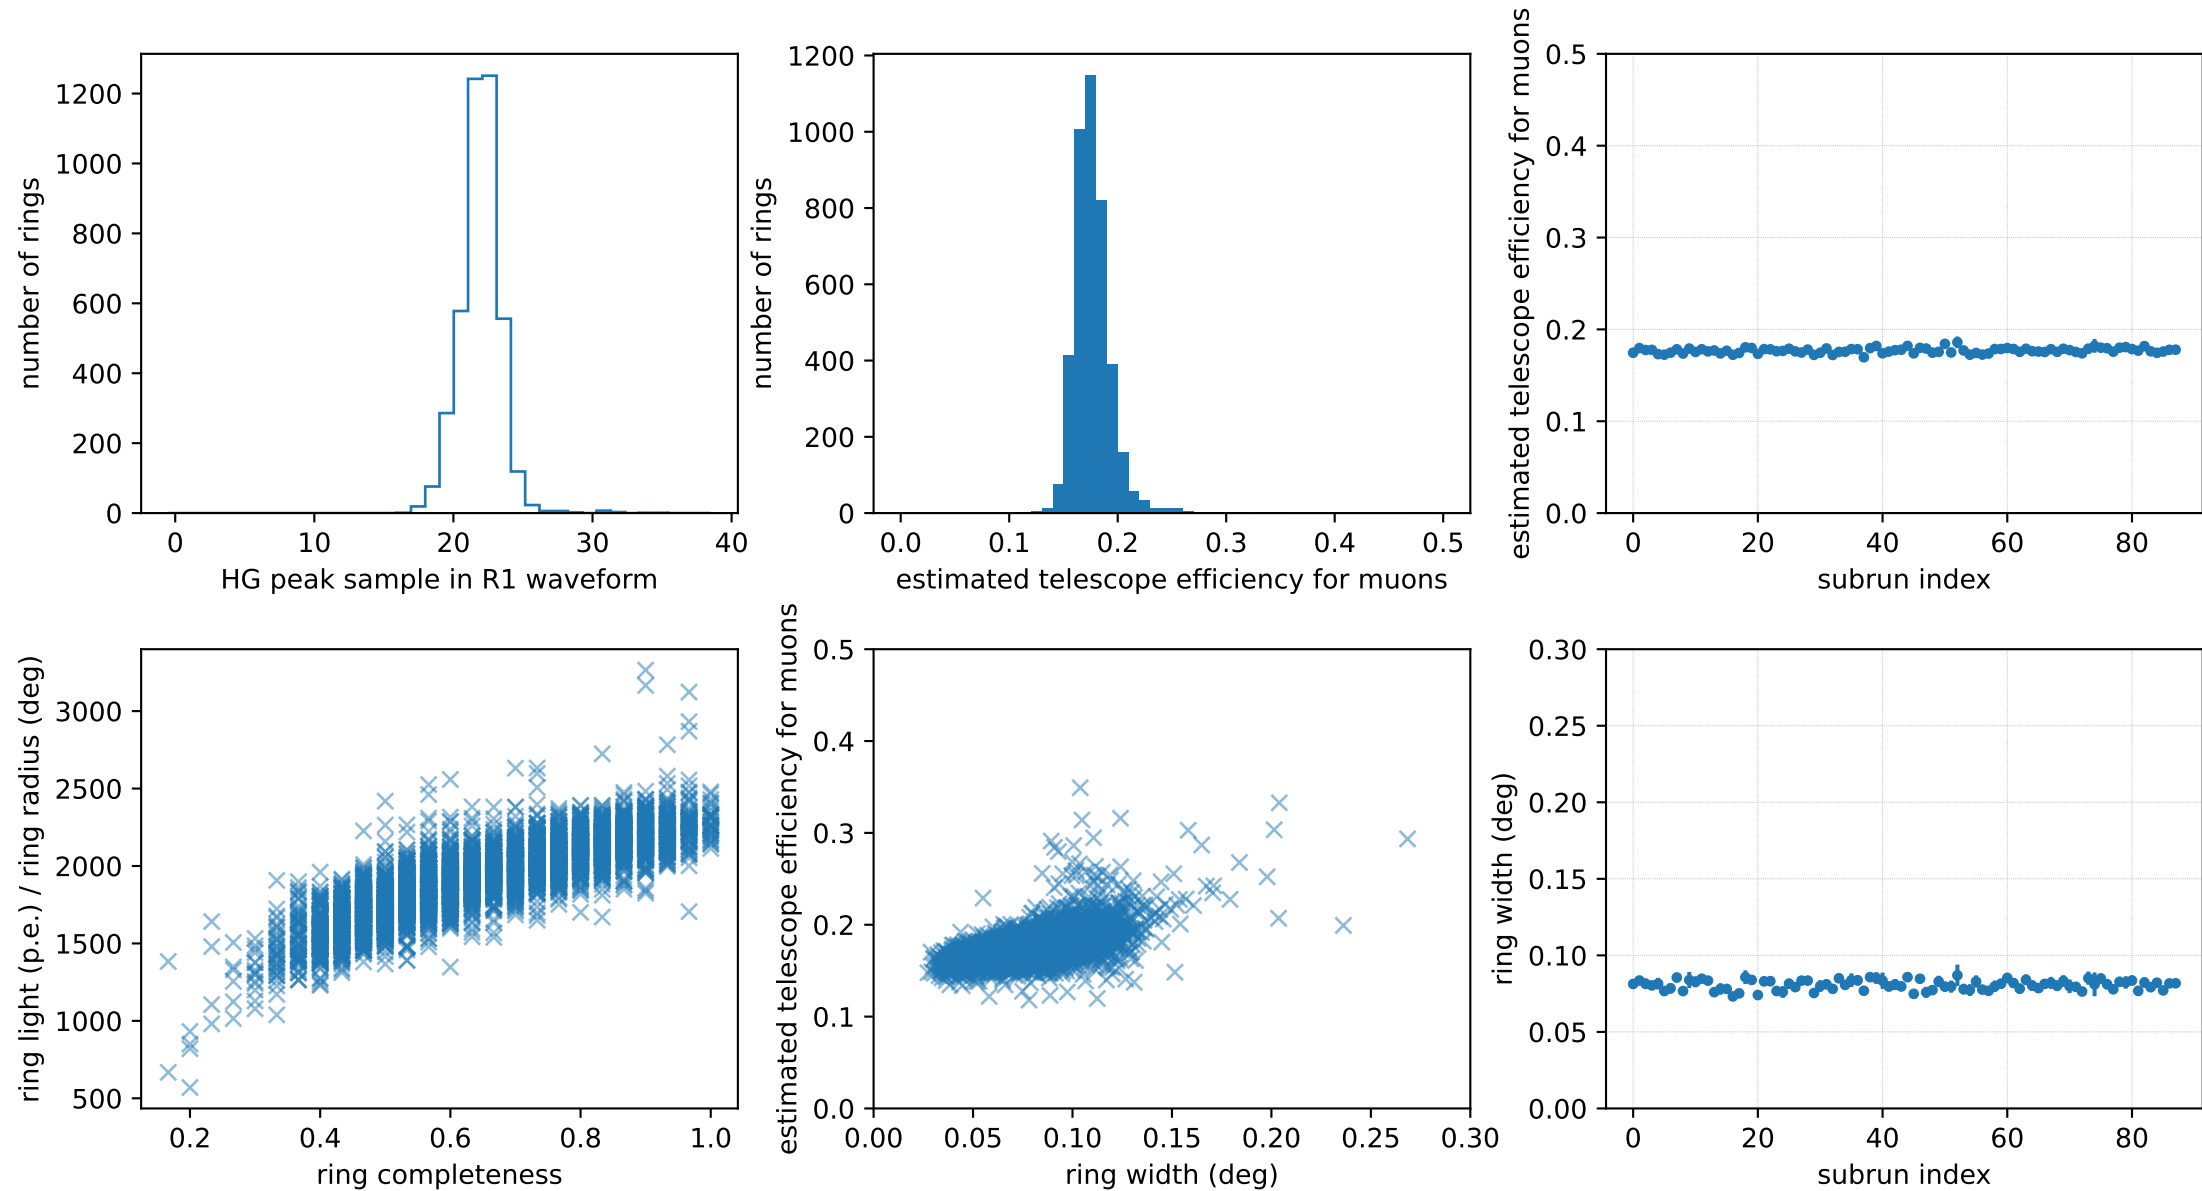 number of rings
1200
1000
800
600
400
200
0
0 10 20 30 40
HG peak sample in R1 waveform
number of rings
1200
1000
800
600
400
200
0
0.0 0.1 0.2 0.3 0.4 0.5
estimated telescope efficiency for muons
estimated telescope efficiency for muons
0.5
0.4
0.3
0.2
0.1
0.0
0 20 40 60 80
subrun index
ring light (p.e.) / ring radius (deg)
3000
2500
2000
1500
1000
500
0.2 0.4 0.6 0.8 1.0
ring completeness
estimated telescope efficiency for muons
0.5
0.4
0.3
0.2
0.1
0.0
0.00 0.05 0.10 0.15 0.20 0.25 0.30
ring width (deg)
ring width (deg)
0.30
0.25
0.20
0.15
0.10
0.05
0.00
0 20 40 60 80
subrun index